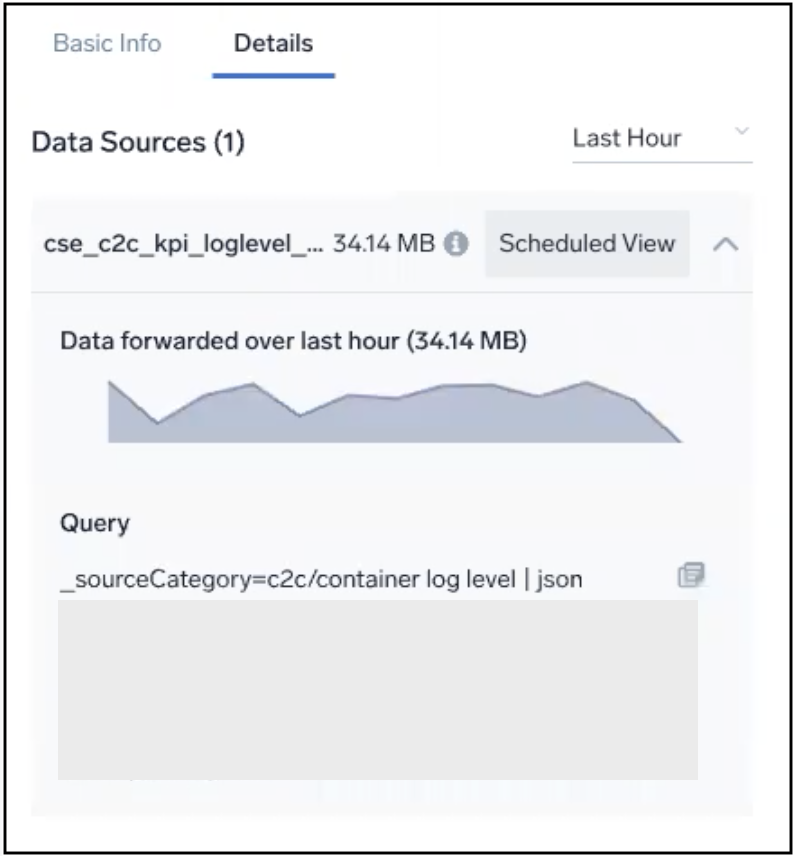 Basic Info Details
Data Sources (1) Last Hour
cse_c2c_kpi_loglevel_... 34.14 MB Scheduled View
Data forwarded over last hour (34.14 MB)
Query
_sourceCategory=c2c/container log level | json